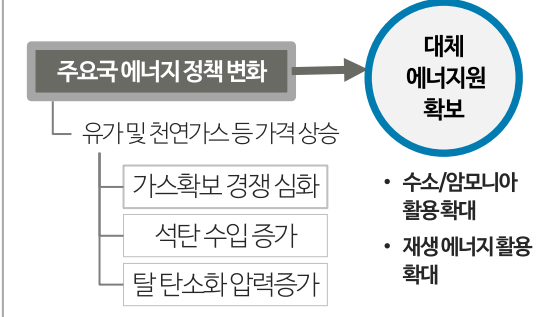 주요국 에너지 정책 변화
유가 및 천연가스 등 가격 상승
가스확보 경쟁 심화
석탄 수입 증가
탈 탄소화 압력증가
대체
에너지원
확보
• 수소/암모니아
활용 확대
• 재생 에너지 활용
확대